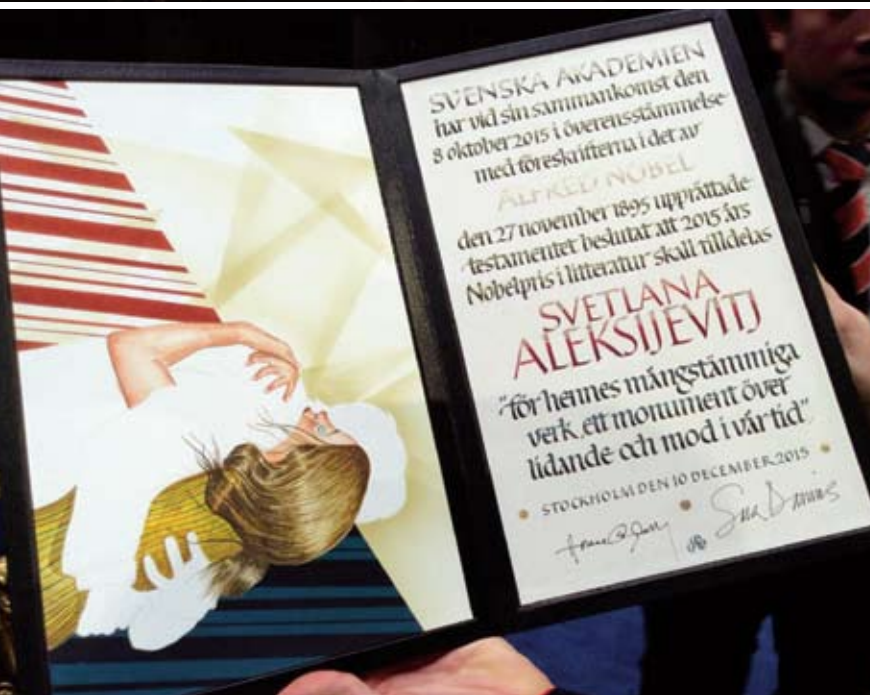 SVENSKA AKADEMIEN
har vid sin sammankomst den
8 oktober 2015 i överensstämmelse
med föreskrifterna i det av
ALFRED NOBEL
den 27 november 1895 upprättade
testamentet beslutat att 2015 års
Nobelpris i litteratur skall tilldelas
SVETLANA
ALEKSIJEVITJ
"för hennes mångstämmiga
verk, ett monument över
lidande och mod i vår tid"
STOCKHOLM DEN 10 DECEMBER 2015